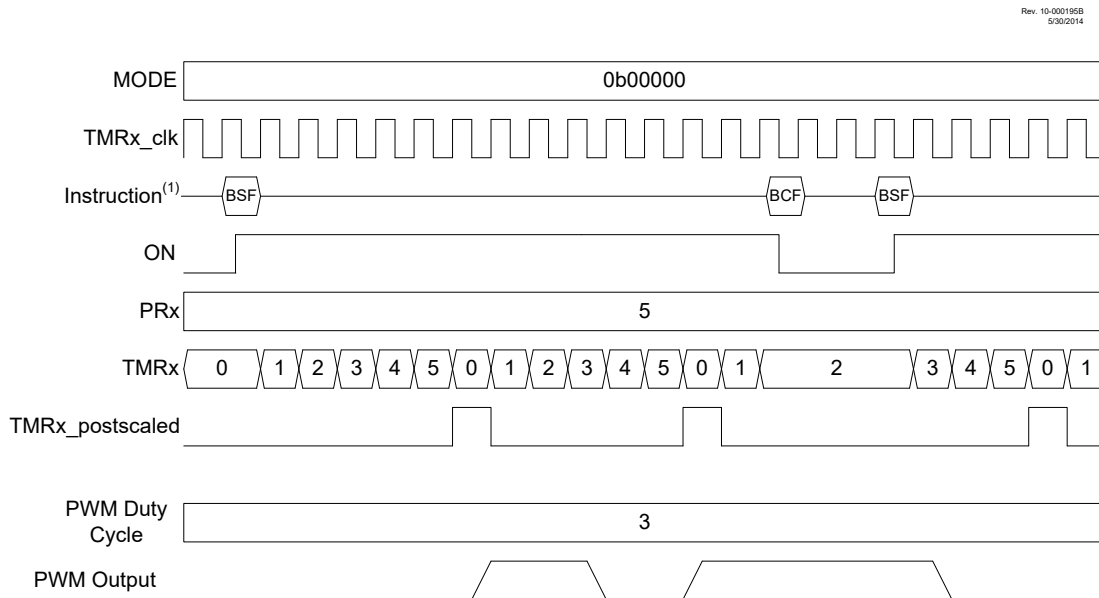 Rev. 10-000195B
5/30/2014
MODE 0b00000
TMRx_clk
Instruction(1) BSF BCF BSF
ON
PRx 5
TMRx 0 1 2 3 4 5 0 1 2 3 4 5 0 1 2 3 4 5 0 1
TMRx_postscaled
PWM Duty
Cycle 3
PWM Output